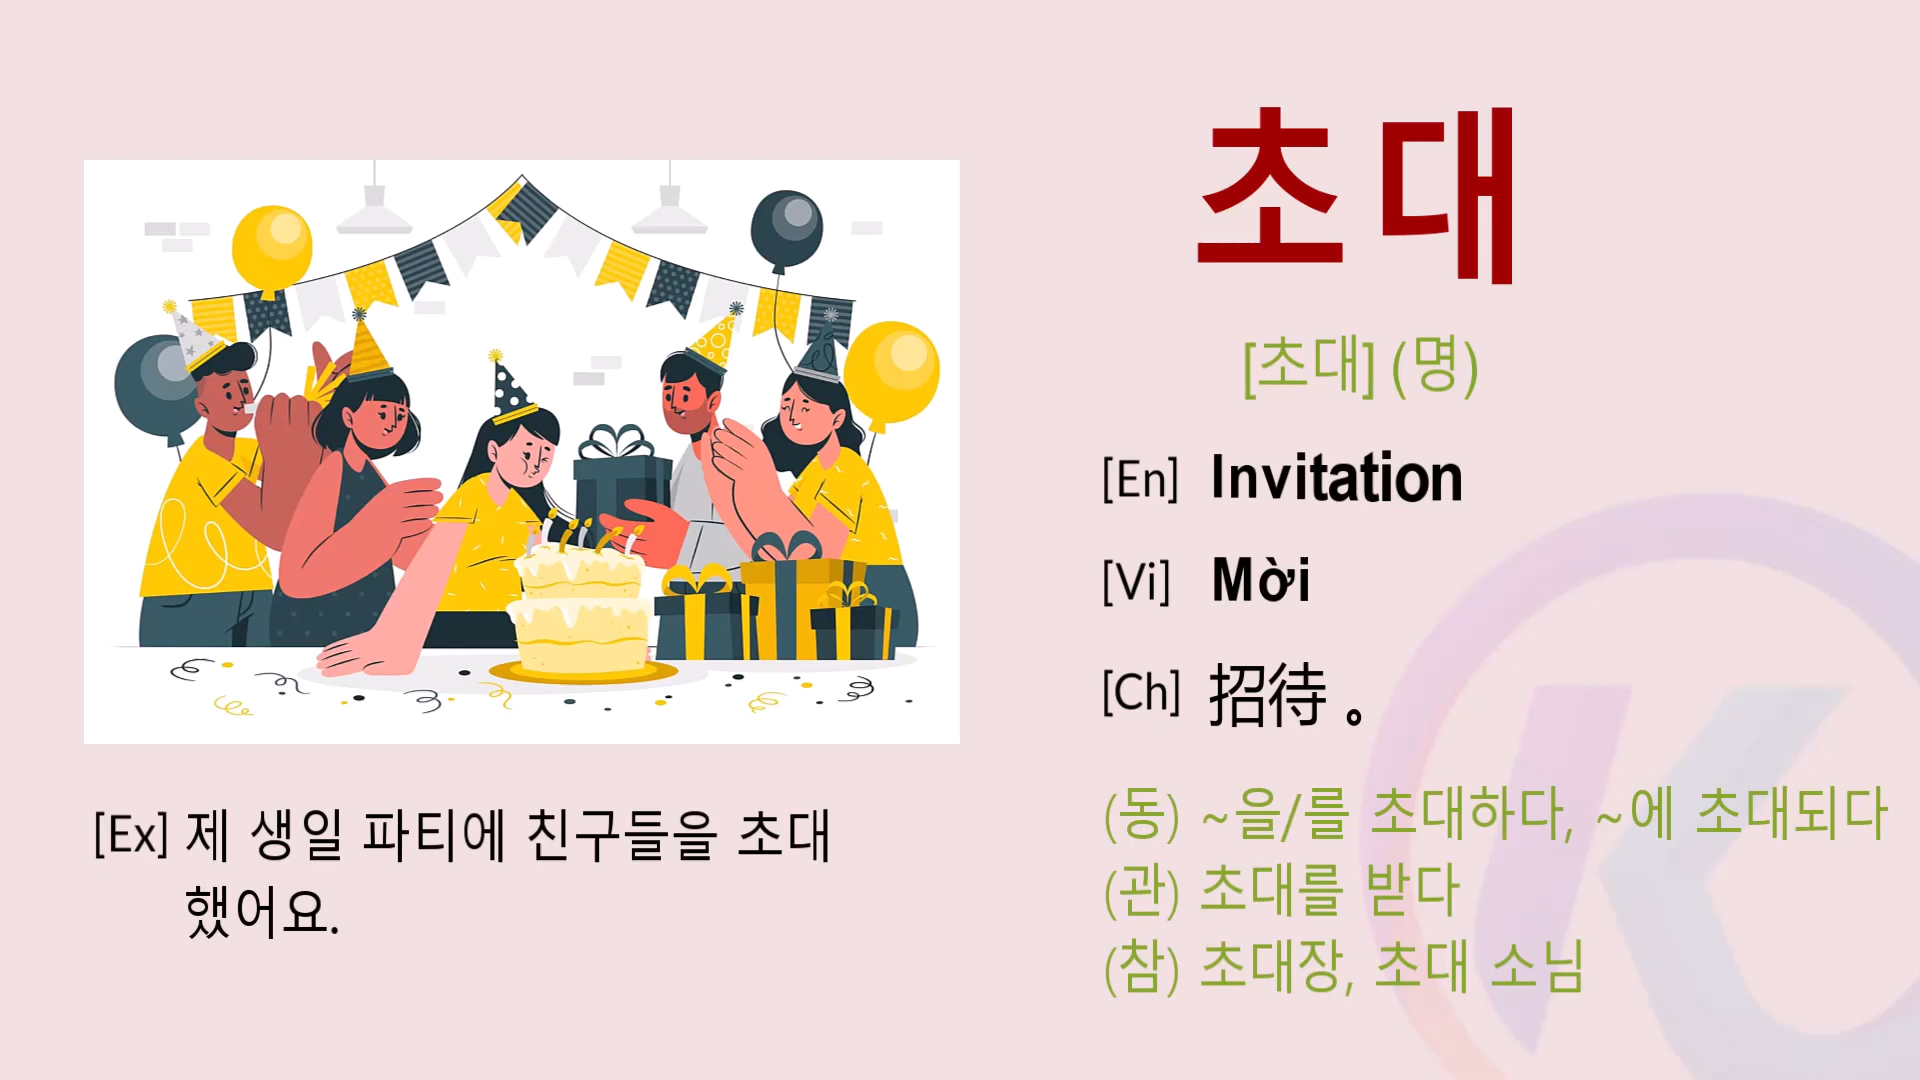 초대
[초대] (명)
[En] Invitation
[Vi] Mời
[Ch] 招待。
(동) ~을/를 초대하다, ~에 초대되다
(관) 초대를 받다
(참) 초대장, 초대 소님
[Ex] 제 생일 파티에 친구들을 초대
했어요.